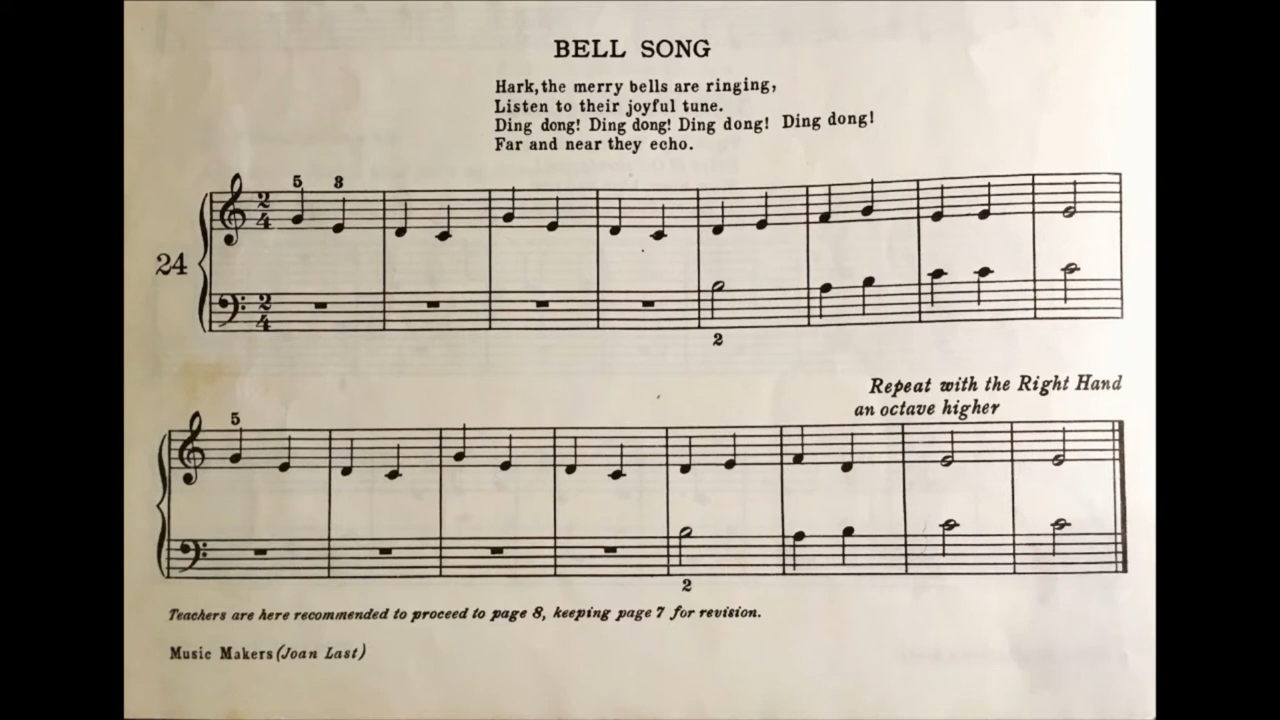 BELL SONG
Hark, the merry bells are ringing,
Listen to their joyful tune.
Ding dong! Ding dong! Ding dong! Ding dong!
Far and near they echo.
5 3
2
4
24
2
4
2
Repeat with the Right Hand
an octave higher
5
2
Teachers are here recommended to proceed to page 8, keeping page 7 for revision.
Music Makers (Joan Last)